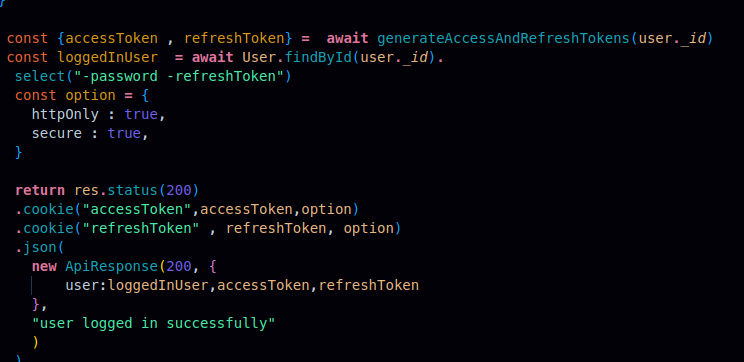 }
const {accessToken , refreshToken} =  await generateAccessAndRefreshTokens(user._id)
const loggedInUser  = await User.findById(user._id).
 select("-password -refreshToken")
 const option = {
   httpOnly : true,
   secure : true,
 }
 return res.status(200)
 .cookie("accessToken",accessToken,option)
 .cookie("refreshToken" , refreshToken, option)
 .json(
   new ApiResponse(200, {
       user:loggedInUser,accessToken,refreshToken
   },
   "user logged in successfully"
   )
 )